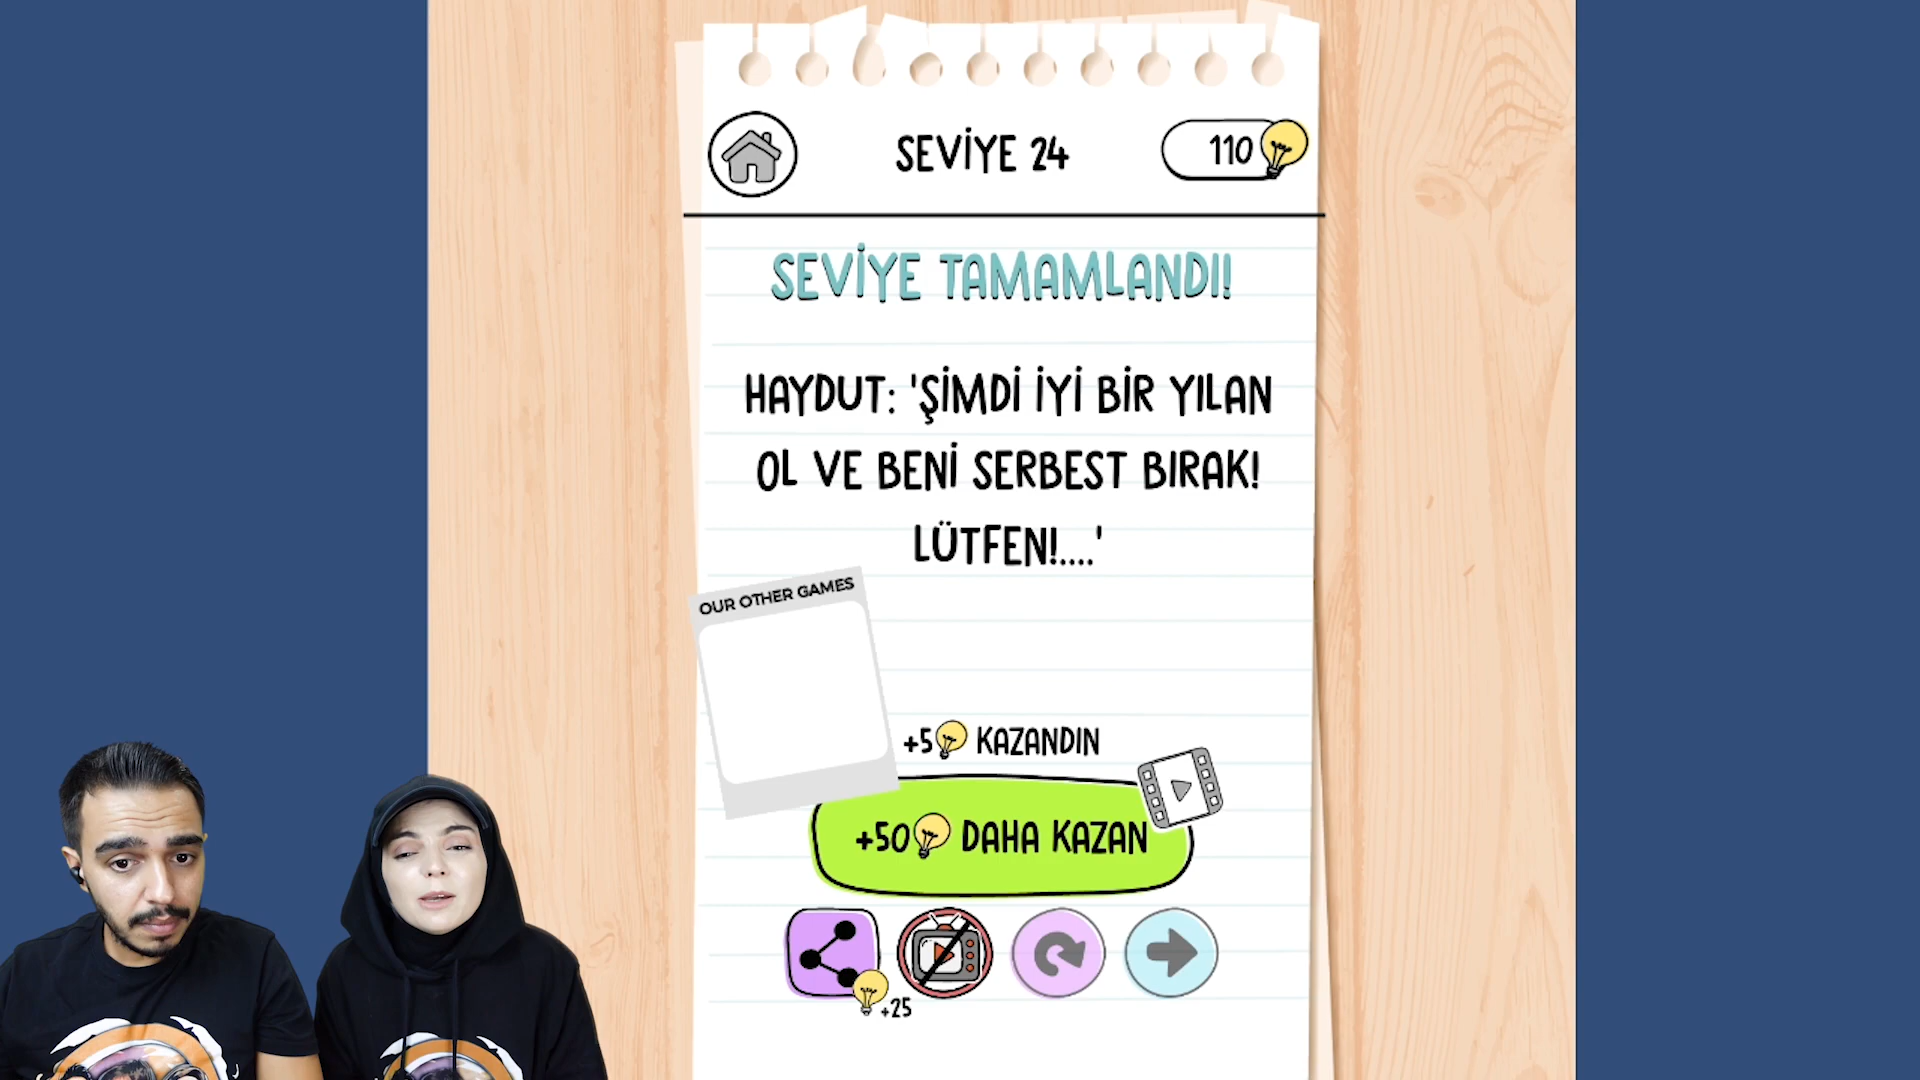 SEVİYE 24
110
SEVİYE TAMAMLANDI!
HAYDUT: 'ŞİMDİ İYİ BİR YILAN
OL VE BENİ SERBEST BIRAK!
LÜTFEN!....'
OUR OTHER GAMES
+5 KAZANDIN
+50 DAHA KAZAN
+25